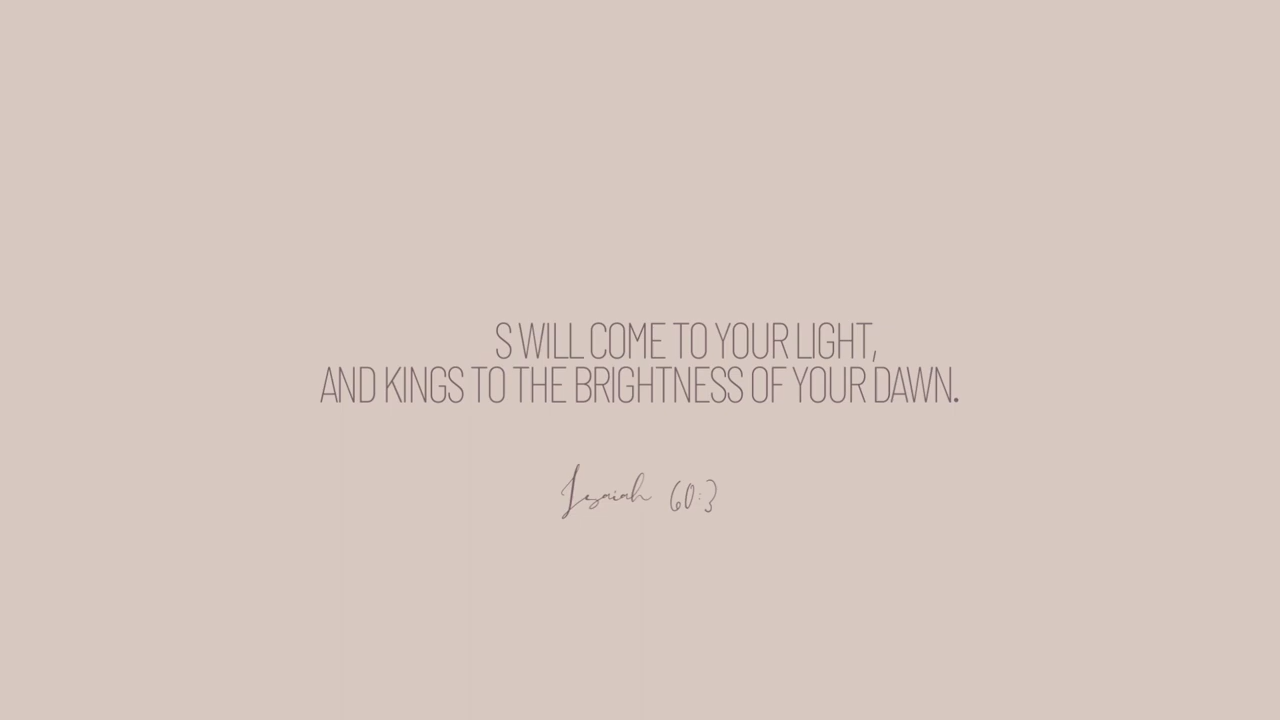 S WILL COME TO YOUR LIGHT,
AND KINGS TO THE BRIGHTNESS OF YOUR DAWN.
Isaiah 60:3